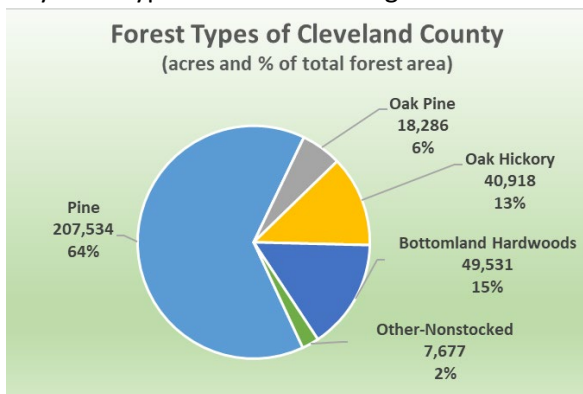 Forest Types of Cleveland County
(acres and % of total forest area)
Oak Pine
18,286
6%
Oak Hickory
40,918
13%
Pine
207,534
64%
Bottomland Hardwoods
49,531
15%
Other-Nonstocked
7,677
2%